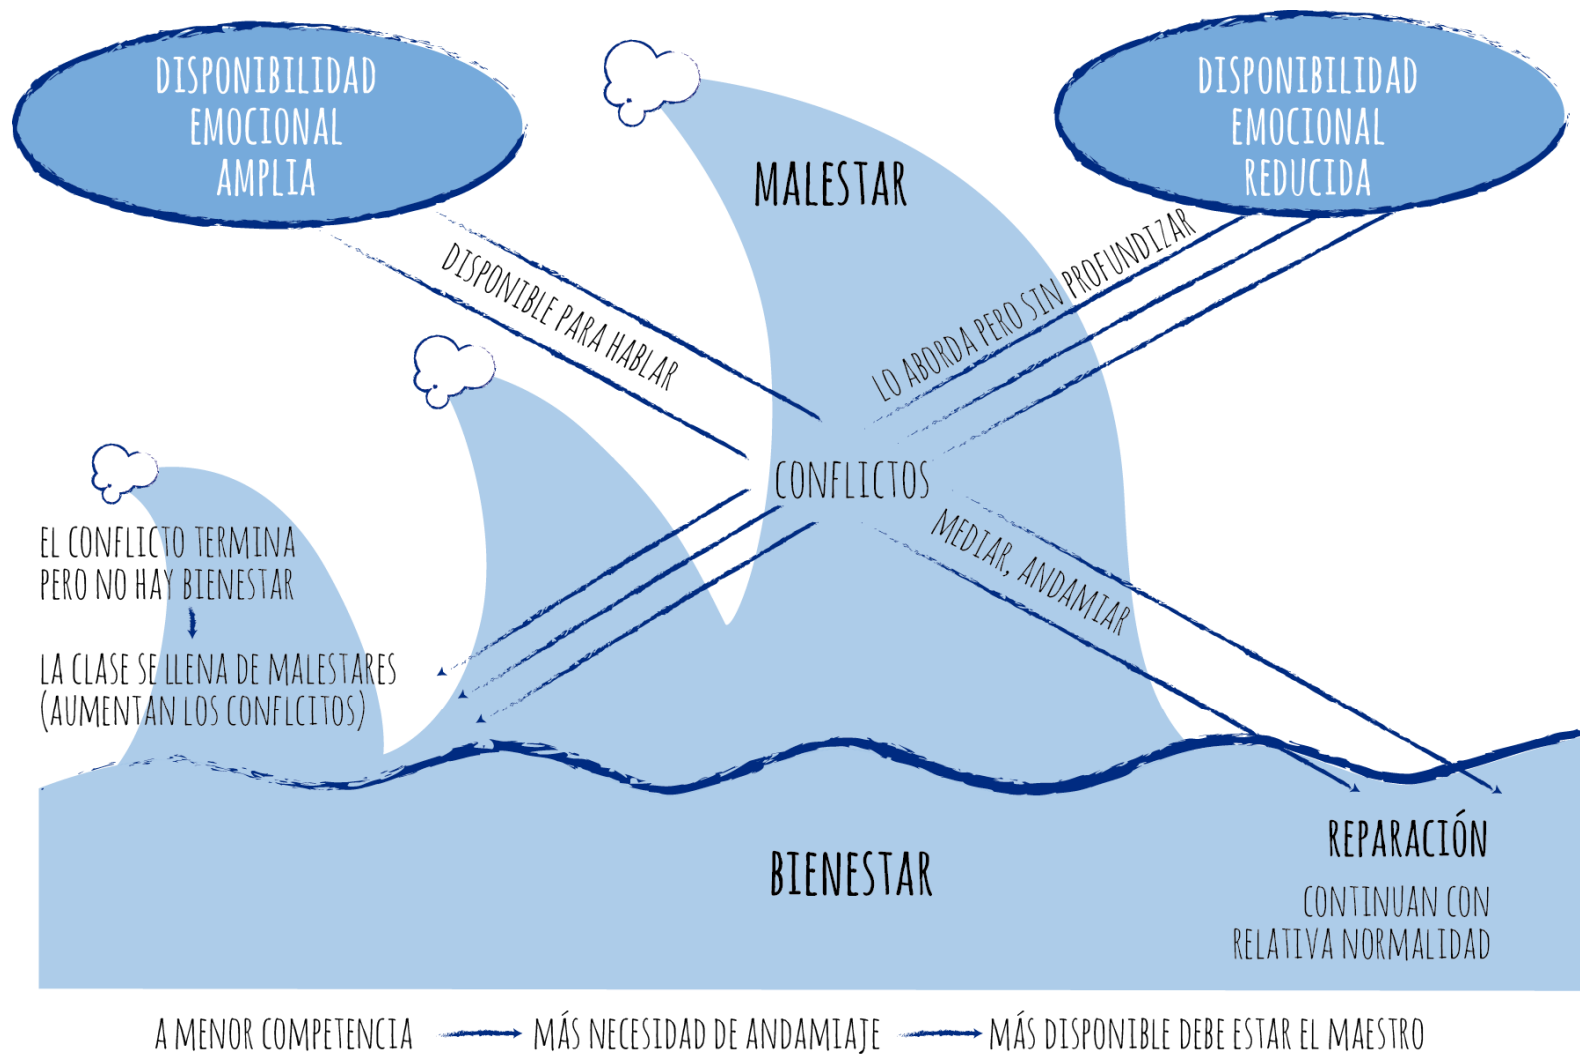 DISPONIBILIDAD
EMOCIONAL
AMPLIA
MALESTAR
DISPONIBILIDAD
EMOCIONAL
REDUCIDA
DISPONIBLE PARA HABLAR
LO ABORDA PERO SIN PROFUNDIZAR
CONFLICTOS
MEDIAR, ANDAMIAR
EL CONFLICTO TERMINA
PERO NO HAY BIENESTAR
LA CLASE SE LLENA DE MALESTARES
(AUMENTAN LOS CONFLCITOS)
BIENESTAR
REPARACIÓN
CONTINUAN CON
RELATIVA NORMALIDAD
A MENOR COMPETENCIA MÁS NECESIDAD DE ANDAMIAJE MÁS DISPONIBLE DEBE ESTAR EL MAESTRO